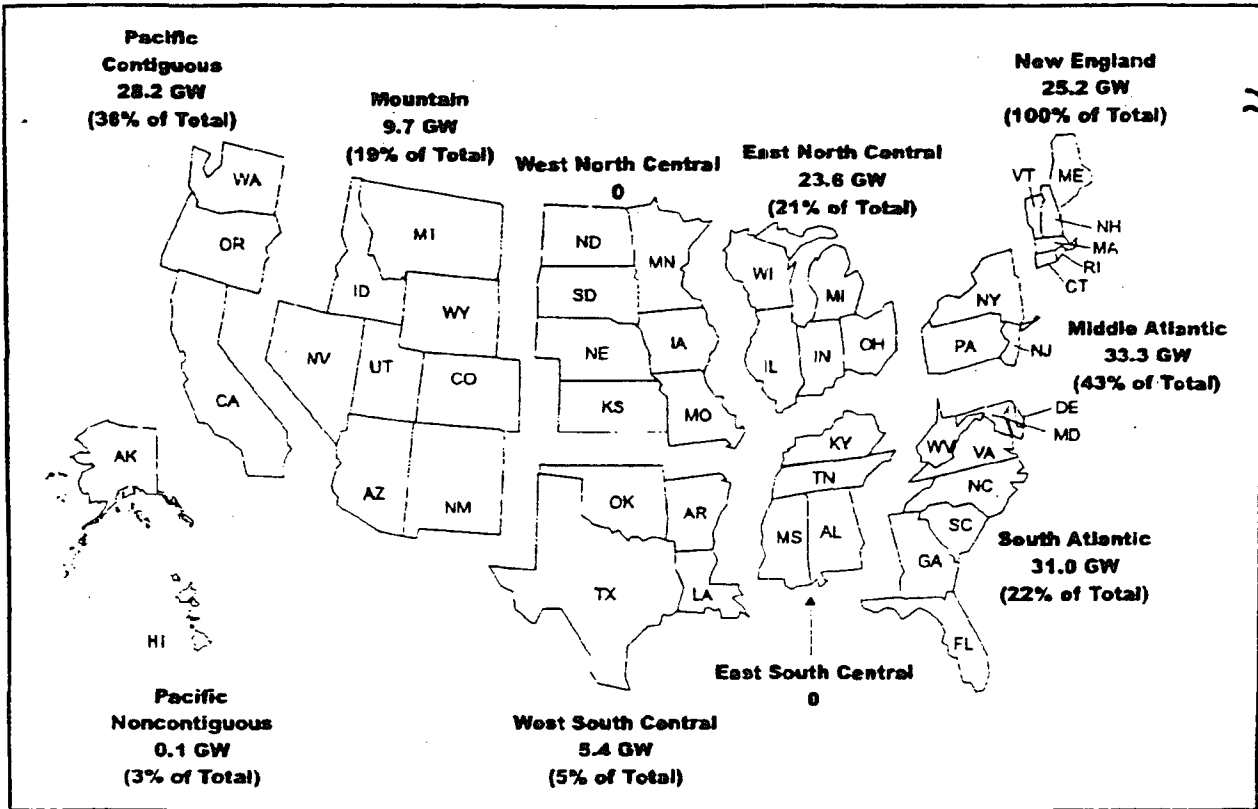 Pacific
Contiguous
28.2 GW
(36% of Total)
Mountain
9.7 GW
(19% of Total)
West North Central
0
East North Central
23.6 GW
(21% of Total)
New England
25.2 GW
(100% of Total)
WA
OR
CA
MT
ID
WY
NV
UT
CO
AZ
NM
ND
SD
NE
KS
MN
IA
MO
WI
MI
IL
IN
OH
VT
ME
NH
MA
RI
CT
NY
PA
NJ
Middle Atlantic
33.3 GW
(43% of Total)
DE
MD
WV
VA
NC
SC
GA
FL
South Atlantic
31.0 GW
(22% of Total)
KY
TN
MS
AL
East South Central
0
OK
AR
TX
LA
West South Central
5.4 GW
(5% of Total)
AK
HI
Pacific
Noncontiguous
0.1 GW
(3% of Total)